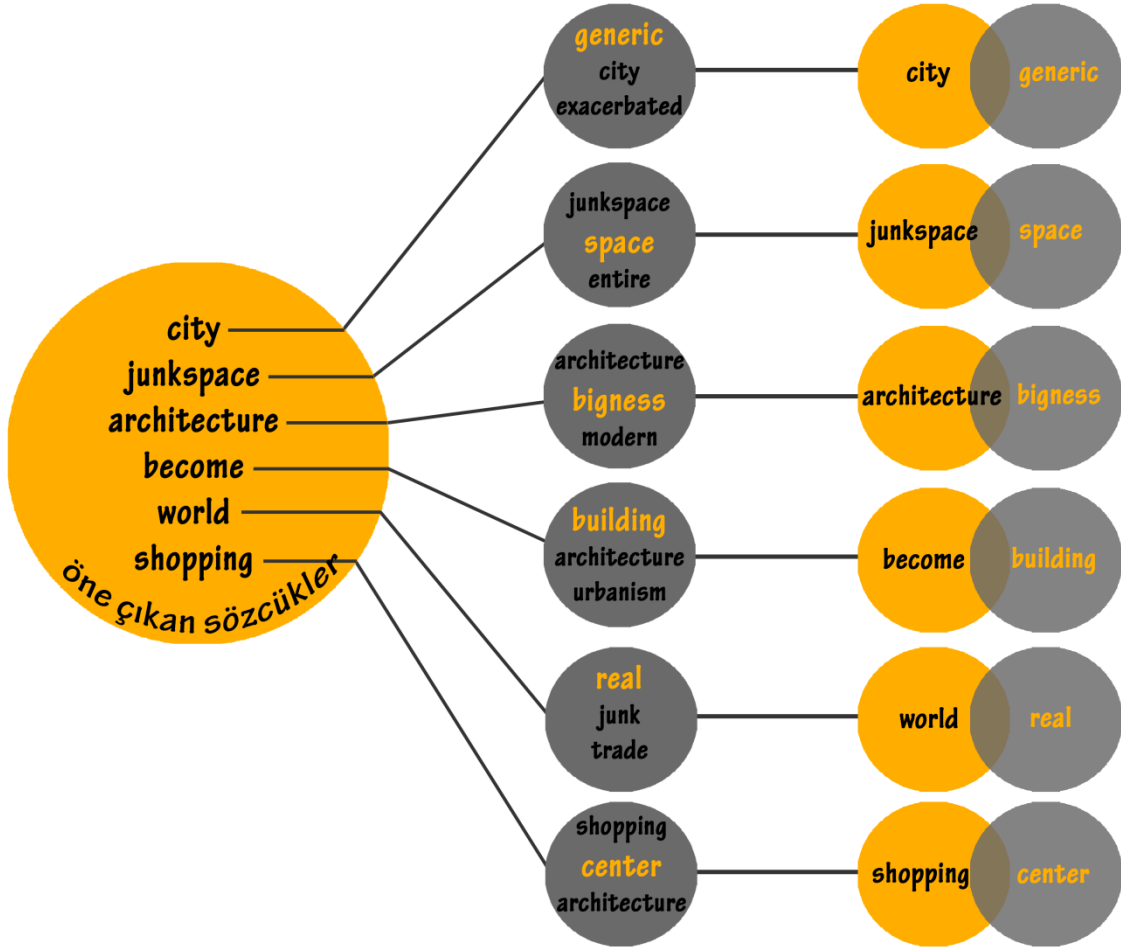 city
junkspace
architecture
become
world
shopping
öne çıkan sözcükler
generic
city
exacerbated
junkspace
space
entire
architecture
bigness
modern
building
architecture
urbanism
real
junk
trade
shopping
center
architecture
city generic
junkspace space
architecture bigness
become building
world real
shopping center